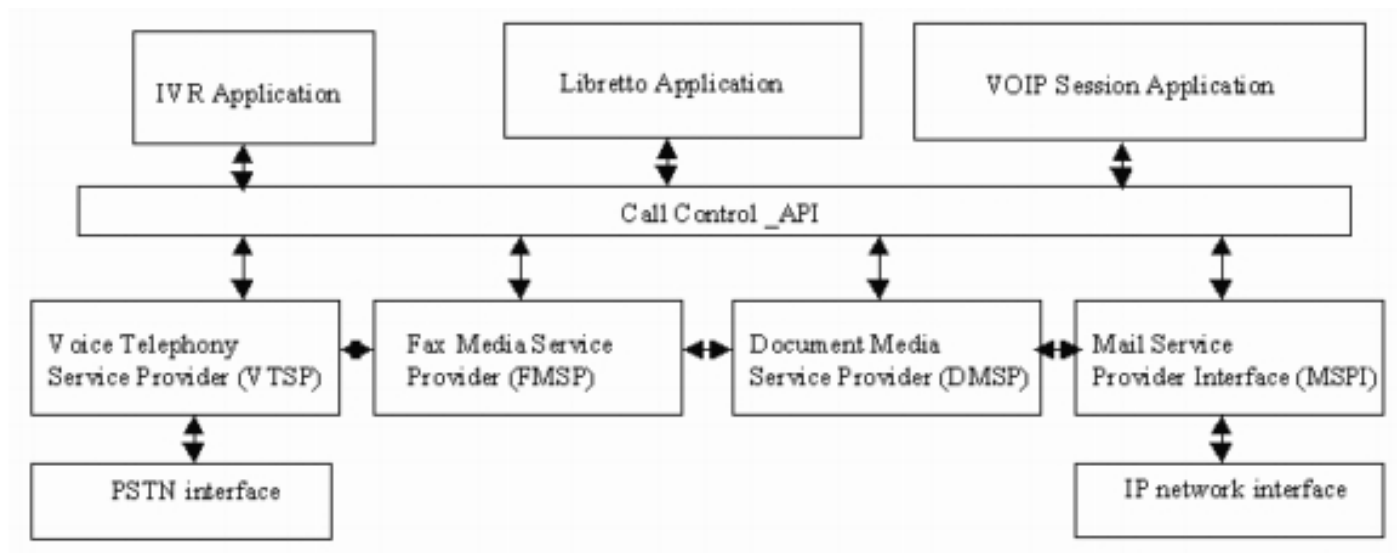 IVR Application
Libretto Application
VOIP Session Application
Call Control _API
Voice Telephony
Service Provider (VTSP)
Fax Media Service
Provider (FMSP)
Document Media
Service Provider (DMSP)
Mail Service
Provider Interface (MSPI)
PSTN interface
IP network interface